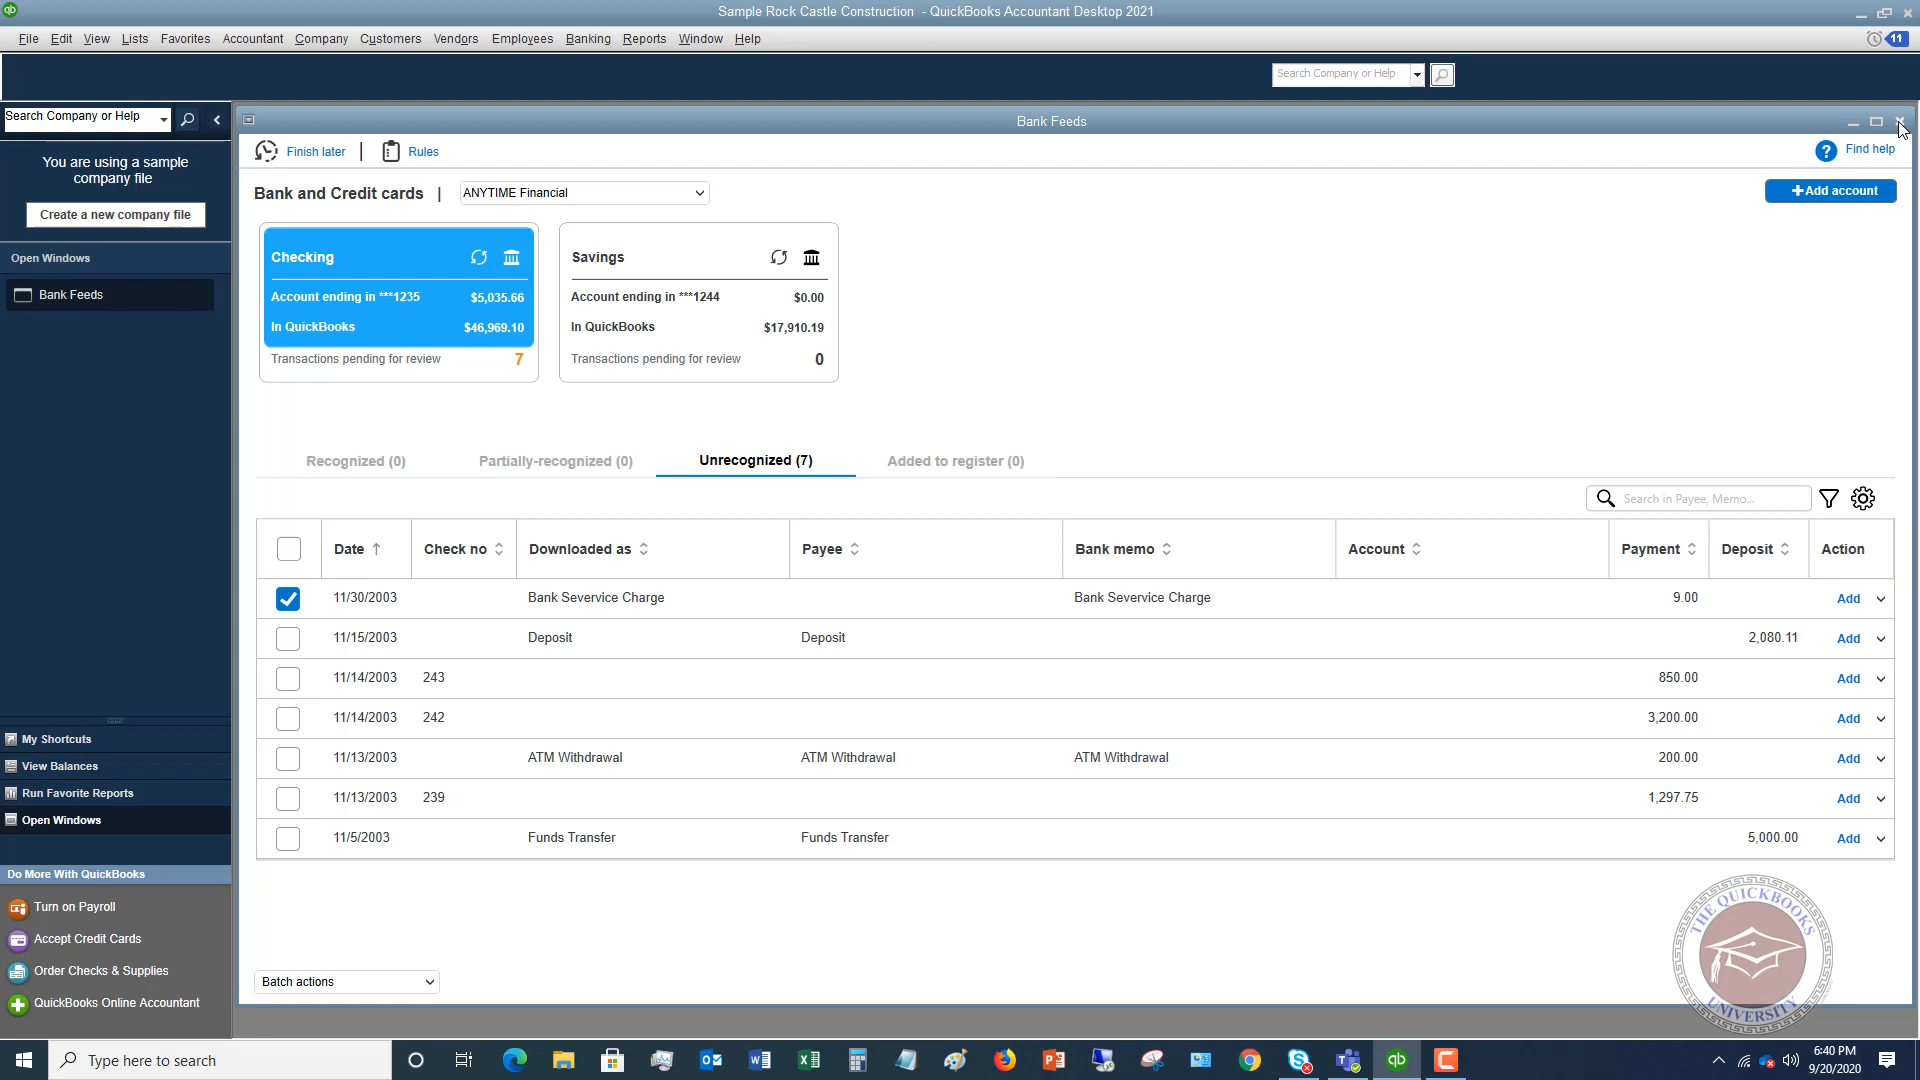 qb Sample Rock Castle Construction - QuickBooks Accountant Desktop 2021
File Edit View Lists Favorites Accountant Company Customers Vendors Employees Banking Reports Window Help 11
Search Company or Help
Search Company or Help
Bank Feeds
Finish later | Rules
? Find help
You are using a sample
company file
Create a new company file
Open Windows
Bank Feeds
Bank and Credit cards | ANYTIME Financial
+Add account
Checking
Account ending in ***1235 $5,035.66
In QuickBooks $46,969.10
Transactions pending for review 7
Savings
Account ending in ***1244 $0.00
In QuickBooks $17,910.19
Transactions pending for review 0
Recognized (0) Partially-recognized (0) Unrecognized (7) Added to register (0)
Search in Payee, Memo...
Date Check no Downloaded as Payee Bank memo Account Payment Deposit Action
11/30/2003 Bank Severvice Charge Bank Severvice Charge 9.00 Add
11/15/2003 Deposit Deposit 2,080.11 Add
11/14/2003 243 850.00 Add
11/14/2003 242 3,200.00 Add
11/13/2003 ATM Withdrawal ATM Withdrawal ATM Withdrawal 200.00 Add
11/13/2003 239 1,297.75 Add
11/5/2003 Funds Transfer Funds Transfer 5,000.00 Add
My Shortcuts
View Balances
Run Favorite Reports
Open Windows
Do More With QuickBooks
Turn on Payroll
Accept Credit Cards
Order Checks & Supplies
QuickBooks Online Accountant
Batch actions
THE QUICKBOOKS
UNIVERSITY
Type here to search
qb
6:40 PM
9/20/2020